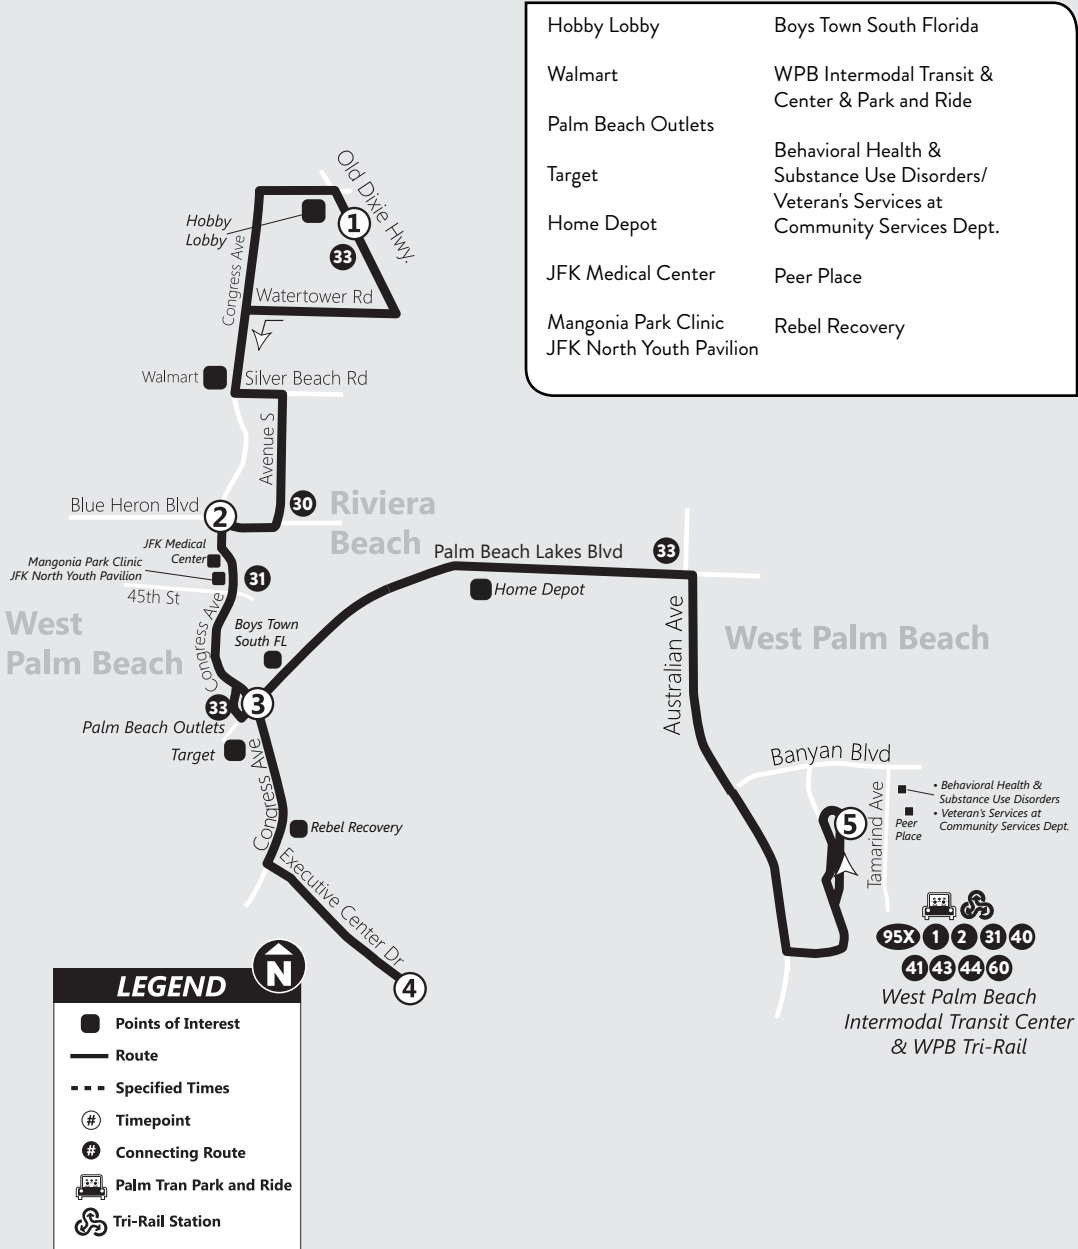 Hobby Lobby
Walmart
Palm Beach Outlets
Target
Home Depot
JFK Medical Center
Mangonia Park Clinic
JFK North Youth Pavilion
Boys Town South Florida
WPB Intermodal Transit &
Center & Park and Ride
Behavioral Health &
Substance Use Disorders/
Veteran's Services at
Community Services Dept.
Peer Place
Rebel Recovery
Old Dixie Hwy.
Hobby
Lobby
1
33
Congress Ave
Watertower Rd
Walmart
Silver Beach Rd
Avenue S
Blue Heron Blvd
2
30
Riviera
Beach
JFK Medical
Center
Mangonia Park Clinic
JFK North Youth Pavilion
31
45th St
Palm Beach Lakes Blvd
33
Home Depot
West
Palm Beach
Congress Ave
Boys Town
South FL
Australian Ave
West Palm Beach
33
3
Palm Beach Outlets
Target
Congress Ave
Banyan Blvd
Rebel Recovery
Executive Center Dr
4
5
Tamarind Ave
• Behavioral Health &
Substance Use Disorders
• Veteran's Services at
Community Services Dept.
Peer
Place
95X 1 2 31 40
41 43 44 60
West Palm Beach
Intermodal Transit Center
& WPB Tri-Rail
N
LEGEND
Points of Interest
Route
Specified Times
# Timepoint
# Connecting Route
Palm Tran Park and Ride
Tri-Rail Station